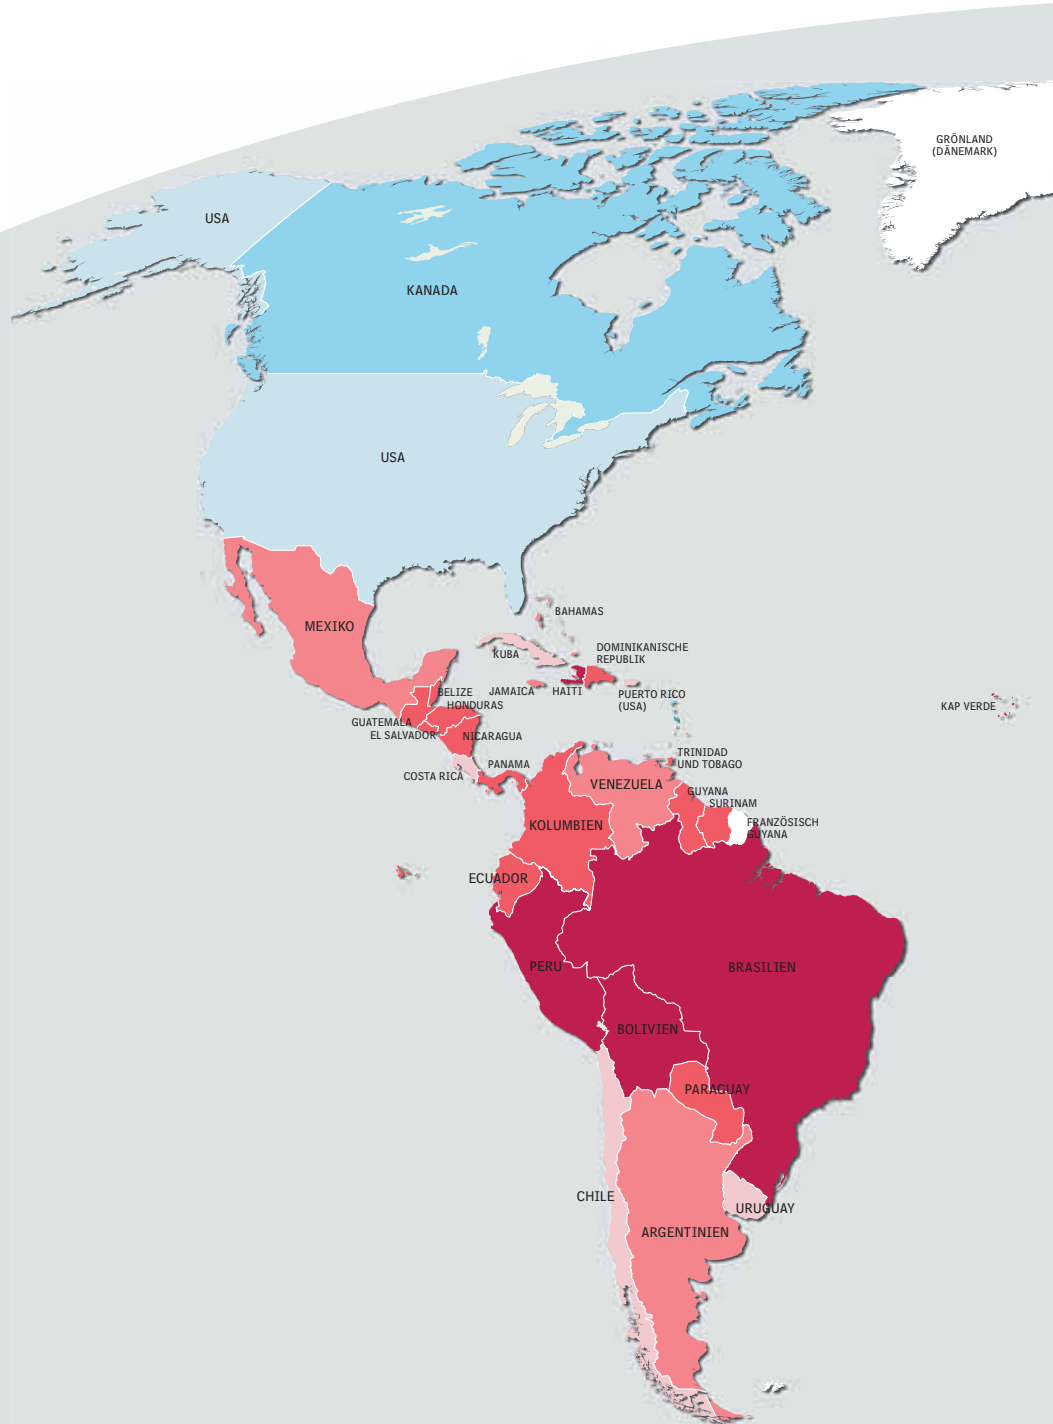 GRÖNLAND
(DÄNEMARK)
USA
KANADA
USA
BAHAMAS
MEXIKO
KUBA
DOMINIKANISCHE
REPUBLIK
BELIZE
JAMAICA
HAITI
PUERTO RICO
(USA)
HONDURAS
KAP VERDE
GUATEMALA
EL SALVADOR
NICARAGUA
TRINIDAD
UND TOBAGO
PANAMA
COSTA RICA
VENEZUELA
GUYANA
SURINAM
KOLUMBIEN
FRANZÖSISCH
GUYANA
ECUADOR
PERU
BRASILIEN
BOLIVIEN
PARAGUAY
CHILE
URUGUAY
ARGENTINIEN